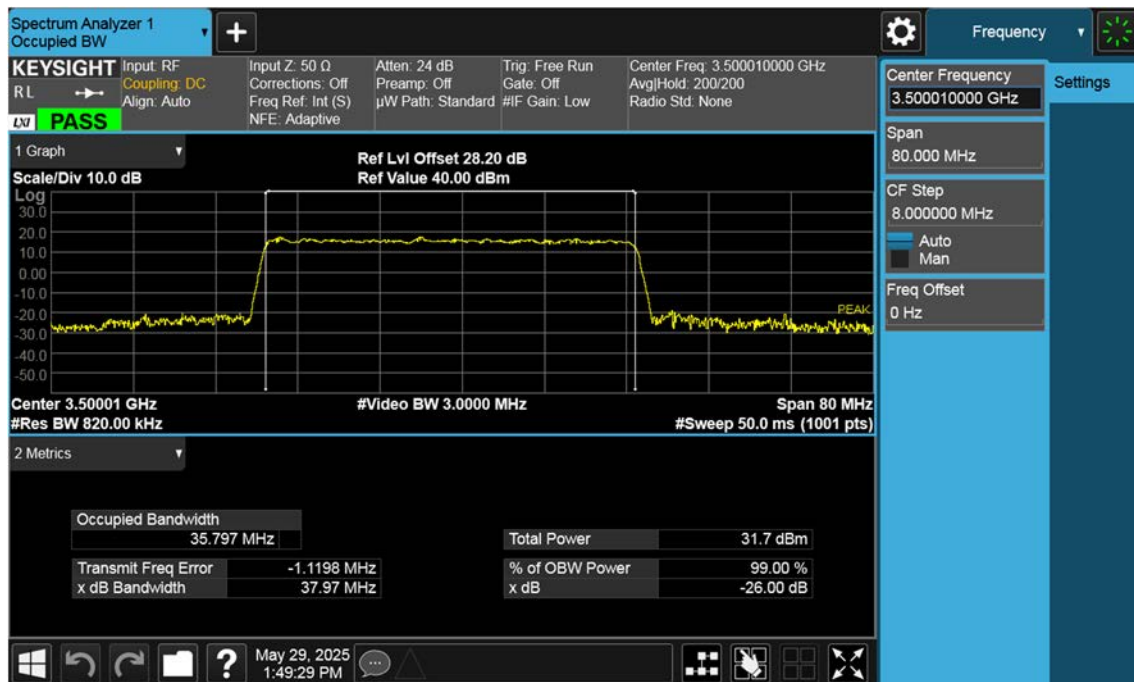 Spectrum Analyzer 1
Occupied BW
+
Frequency
KEYSIGHT
RL
LXI PASS
Input: RF
Coupling: DC
Align: Auto
Input Z: 50 Ω
Corrections: Off
Freq Ref: Int (S)
NFE: Adaptive
Atten: 24 dB
Preamp: Off
µW Path: Standard
Trig: Free Run
Gate: Off
#IF Gain: Low
Center Freq: 3.500010000 GHz
Avg|Hold: 200/200
Radio Std: None
1 Graph
Scale/Div 10.0 dB
Ref Lvl Offset 28.20 dB
Ref Value 40.00 dBm
Log
30.0
20.0
10.0
0.00
-10.0
-20.0
-30.0
-40.0
-50.0
PEAK
Center 3.50001 GHz
#Video BW 3.0000 MHz
Span 80 MHz
#Res BW 820.00 kHz
#Sweep 50.0 ms (1001 pts)
2 Metrics
Occupied Bandwidth
35.797 MHz
Total Power 31.7 dBm
Transmit Freq Error -1.1198 MHz
% of OBW Power 99.00 %
x dB Bandwidth 37.97 MHz
x dB -26.00 dB
?
May 29, 2025
1:49:29 PM
Center Frequency
3.500010000 GHz
Settings
Span
80.000 MHz
CF Step
8.000000 MHz
Auto
Man
Freq Offset
0 Hz